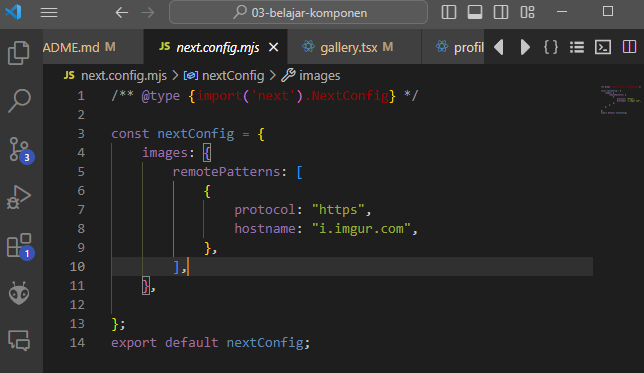 03-belajar-komponen
ADME.md M
JS next.config.mjs
gallery.tsx M
profil
{ }
JS next.config.mjs > nextConfig > images
1 /** @type {import('next').NextConfig} */
2
3 const nextConfig = {
4 images: {
5 remotePatterns: [
6 {
7 protocol: "https",
8 hostname: "i.imgur.com",
9 },
10 ],
11 },
12
13 };
14 export default nextConfig;
3
1